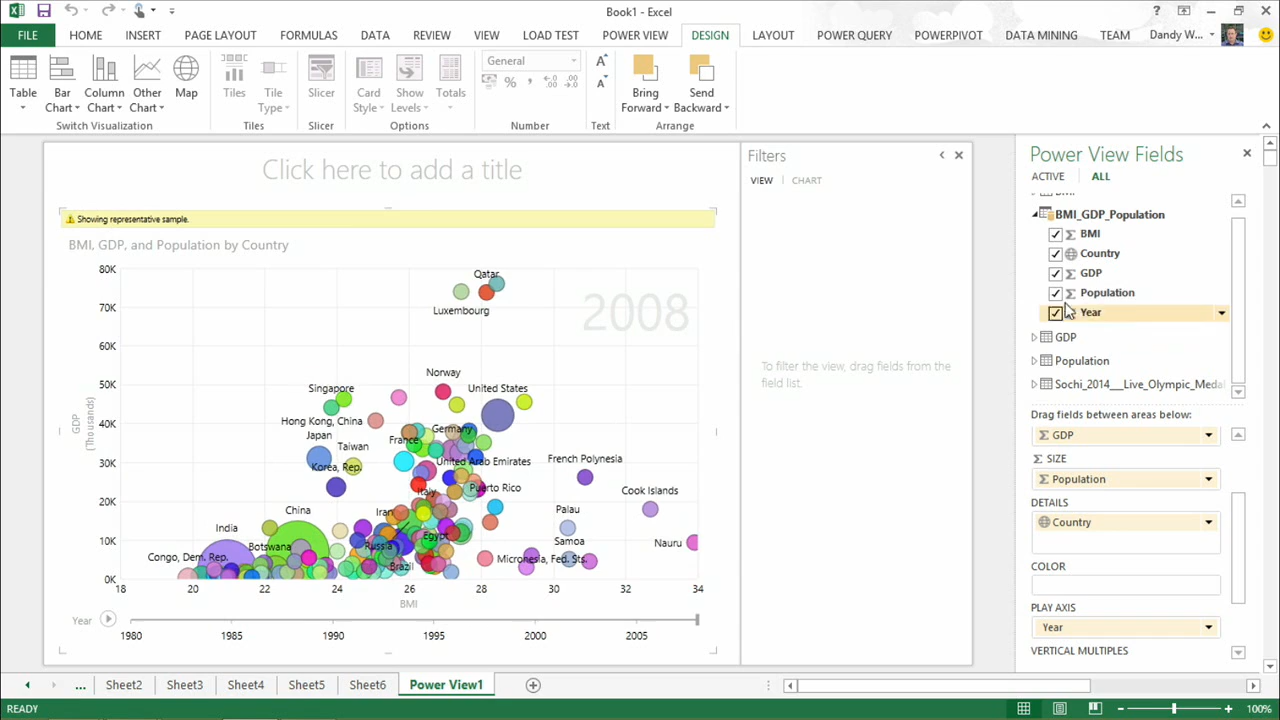 Book1 - Excel
?
FILE HOME INSERT PAGE LAYOUT FORMULAS DATA REVIEW VIEW LOAD TEST POWER VIEW DESIGN LAYOUT POWER QUERY POWERPIVOT DATA MINING TEAM Dandy W...
Table
Bar
Chart
Column
Chart
Other
Chart
Map
Switch Visualization
Tiles
Tile
Type
Tiles
Slicer
Slicer
Card
Style
Show
Levels
Totals
Options
General
%
Number
A
A
Text
Bring
Forward
Send
Backward
Arrange
Click here to add a title
Showing representative sample.
BMI, GDP, and Population by Country
2008
80K
70K
60K
50K
40K
30K
20K
10K
0K
GDP
(Thousands)
Qatar
Luxembourg
Norway
Singapore
United States
Hong Kong, China
Japan
Germany
France
Taiwan
Korea, Rep.
United Arab Emirates
French Polynesia
Italy
Puerto Rico
Cook Islands
China
Iran
Palau
India
Egypt
Samoa
Botswana
Russia
Nauru
Congo, Dem. Rep.
Brazil
Micronesia, Fed. Sts.
18 20 22 24 26 28 30 32 34
BMI
Year
1980 1985 1990 1995 2000 2005
Filters
VIEW CHART
To filter the view, drag fields from the
field list.
Power View Fields
ACTIVE ALL
BMI_GDP_Population
BMI
Country
GDP
Population
Year
GDP
Population
Sochi_2014___Live_Olympic_Meda
Drag fields between areas below:
GDP
SIZE
Population
DETAILS
Country
COLOR
PLAY AXIS
Year
VERTICAL MULTIPLES
... Sheet2 Sheet3 Sheet4 Sheet5 Sheet6 Power View1
READY
100%